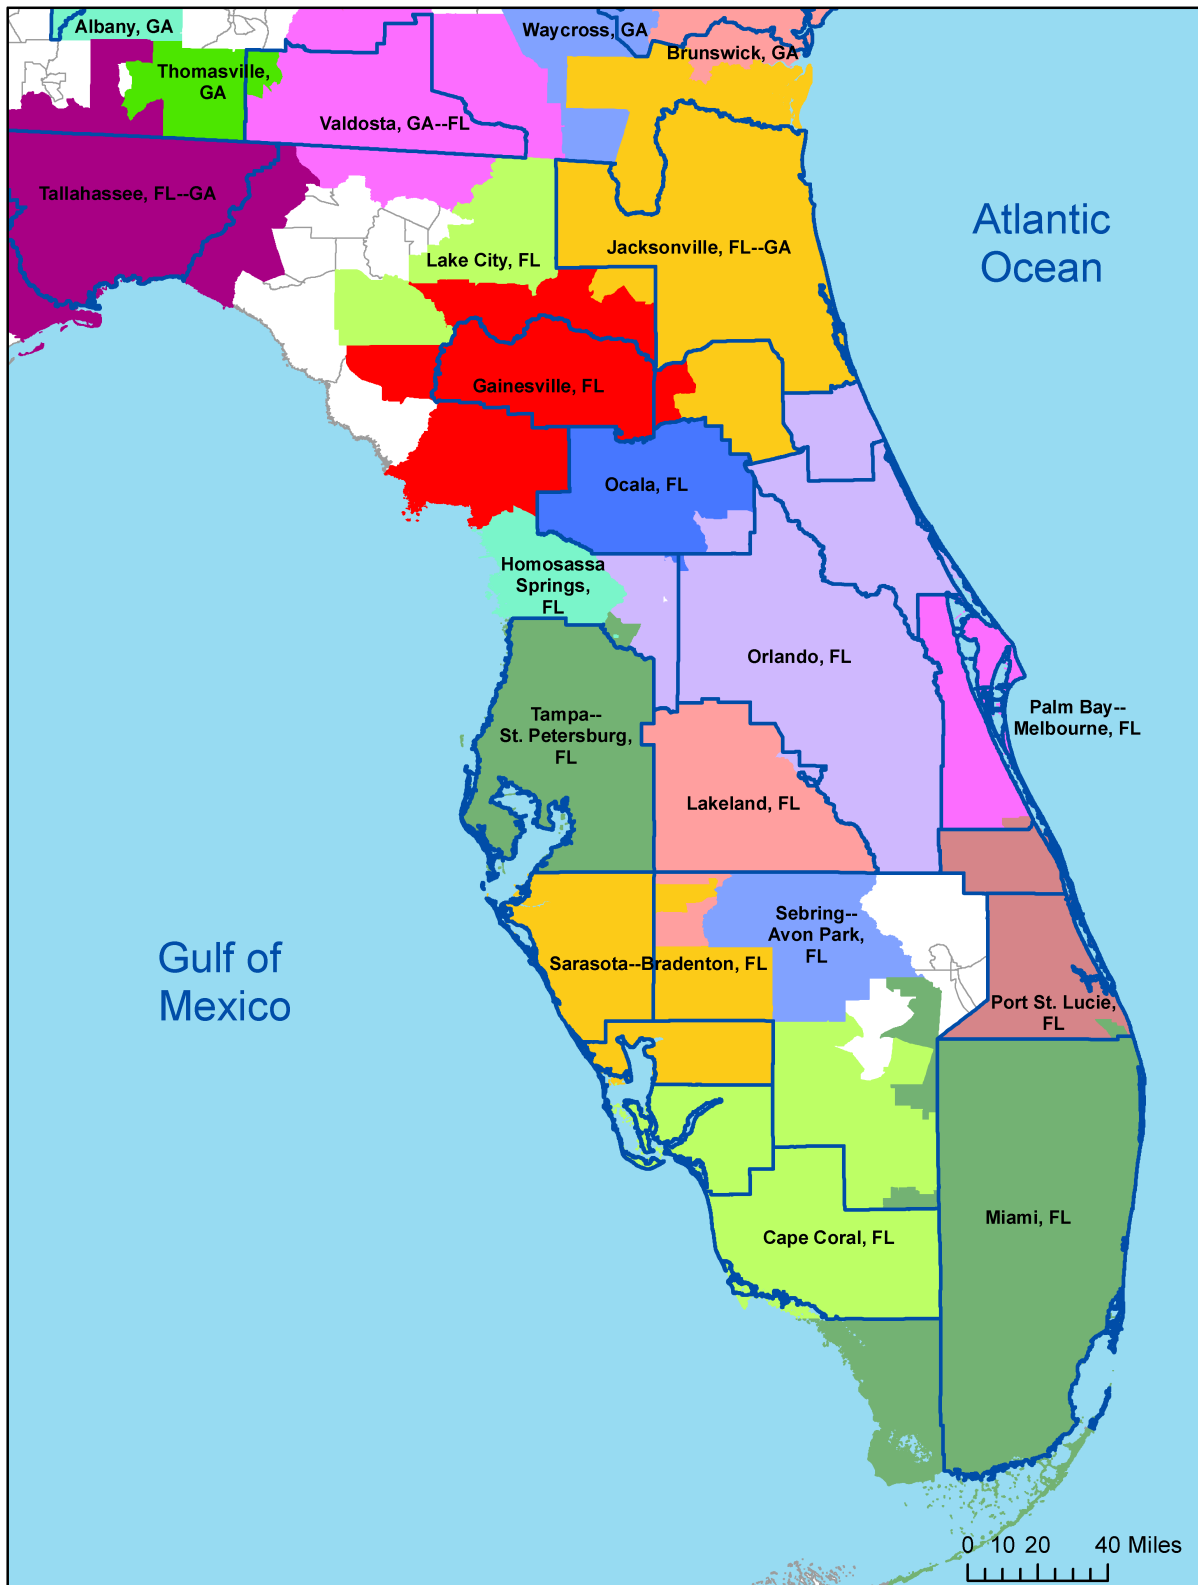 Albany, GA
Waycross, GA
Brunswick, GA
Thomasville,
GA
Valdosta, GA--FL
Tallahassee, FL--GA
Atlantic
Ocean
Jacksonville, FL--GA
Lake City, FL
Gainesville, FL
Ocala, FL
Homosassa
Springs,
FL
Orlando, FL
Palm Bay--
Melbourne, FL
Tampa--
St. Petersburg,
FL
Lakeland, FL
Sebring--
Avon Park,
FL
Gulf of
Mexico
Sarasota--Bradenton, FL
Port St. Lucie,
FL
Miami, FL
Cape Coral, FL
0 10 20 40 Miles